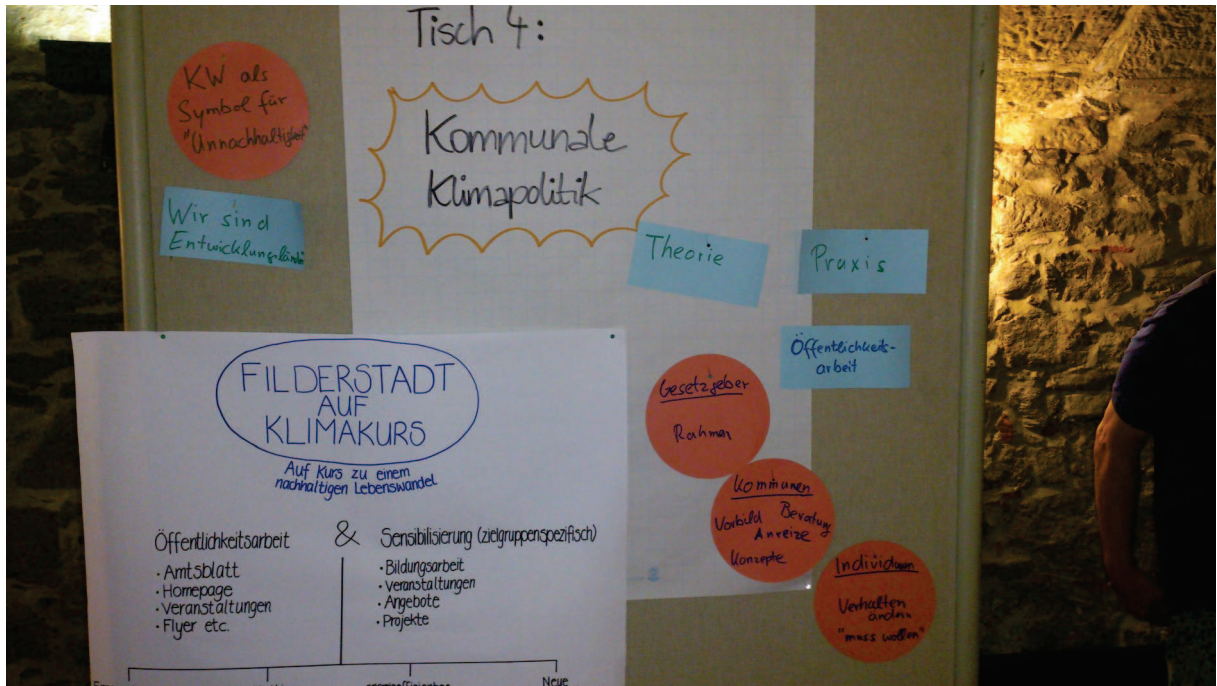 Tisch 4:
Kommunale
Klimapolitik
KW als
Symbol für
"Unnachhaltigkeit"
Wir sind
Entwicklungsländer
Theorie
Praxis
Öffentlichkeits-
arbeit
Gesetzgeber
Rahmen
Kommunen
Vorbild Beratung
Anreize
Konzepte
Individuum
Verhalten
ändern
"muss wollen"
FILDERSTADT
AUF
KLIMAKURS
Auf Kurs zu einem
nachhaltigen Lebenswandel
Öffentlichkeitsarbeit & Sensibilisierung (zielgruppenspezifisch)
· Amtsblatt
· Homepage
· Veranstaltungen
· Flyer etc.
· Bildungsarbeit
· Veranstaltungen
· Angebote
· Projekte
Neue